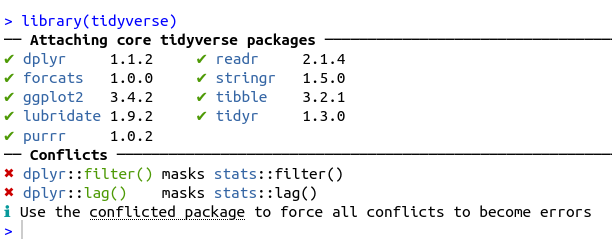 > library(tidyverse)
── Attaching core tidyverse packages ──────────────────────────────
✔ dplyr     1.1.2     ✔ readr     2.1.4
✔ forcats   1.0.0     ✔ stringr   1.5.0
✔ ggplot2   3.4.2     ✔ tibble    3.2.1
✔ lubridate 1.9.2     ✔ tidyr     1.3.0
✔ purrr     1.0.2
── Conflicts ──────────────────────────────────────────────────────
✖ dplyr::filter() masks stats::filter()
✖ dplyr::lag()    masks stats::lag()
ℹ Use the conflicted package to force all conflicts to become errors
>